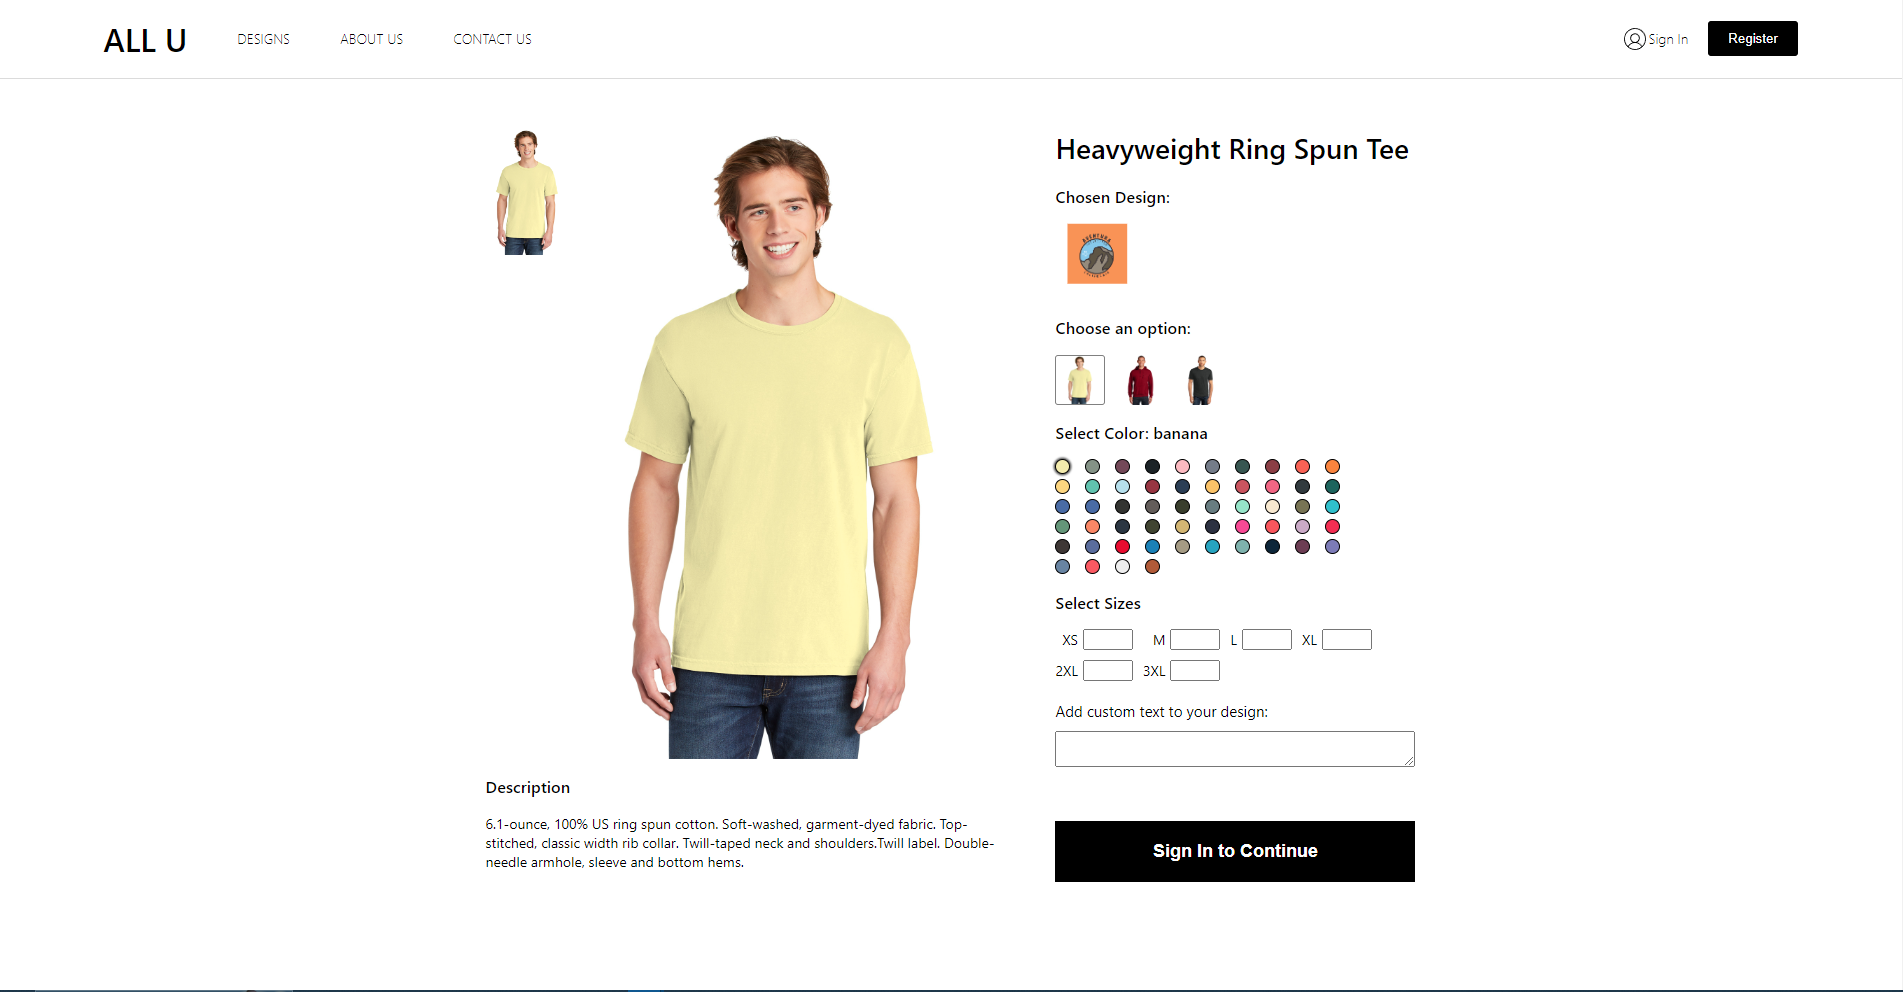 ALL U
DESIGNS
ABOUT US
CONTACT US
Sign In
Register
Heavyweight Ring Spun Tee
Chosen Design:
Choose an option:
Select Color: banana
Select Sizes
XS
M
L
XL
2XL
3XL
Add custom text to your design:
Sign In to Continue
Description
6.1-ounce, 100% US ring spun cotton. Soft-washed, garment-dyed fabric. Top-
stitched, classic width rib collar. Twill-taped neck and shoulders.Twill label. Double-
needle armhole, sleeve and bottom hems.